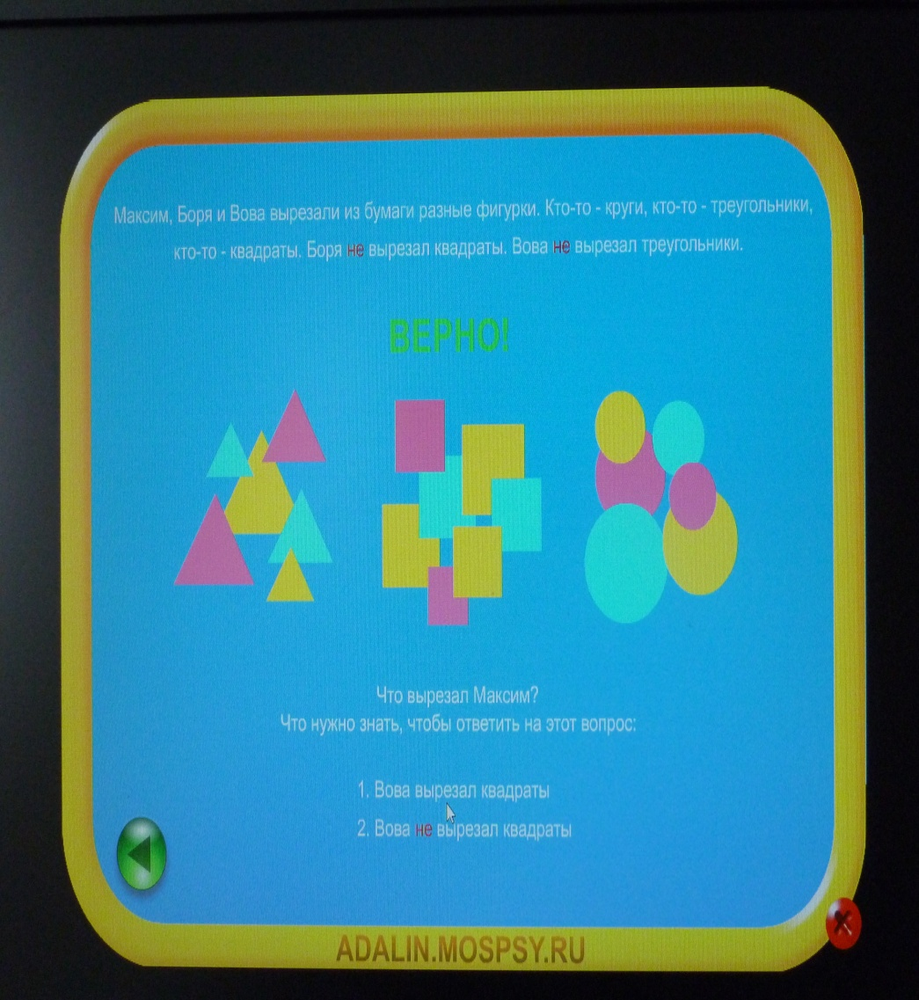 Максим, Боря и Вова вырезали из бумаги разные фигурки. Кто-то - круги, кто-то - треугольники,
кто-то - квадраты. Боря не вырезал квадраты. Вова не вырезал треугольники.
ВЕРНО!
Что вырезал Максим?
Что нужно знать, чтобы ответить на этот вопрос:
1. Вова вырезал квадраты
2. Вова не вырезал квадраты
ADALIN.MOSPSY.RU